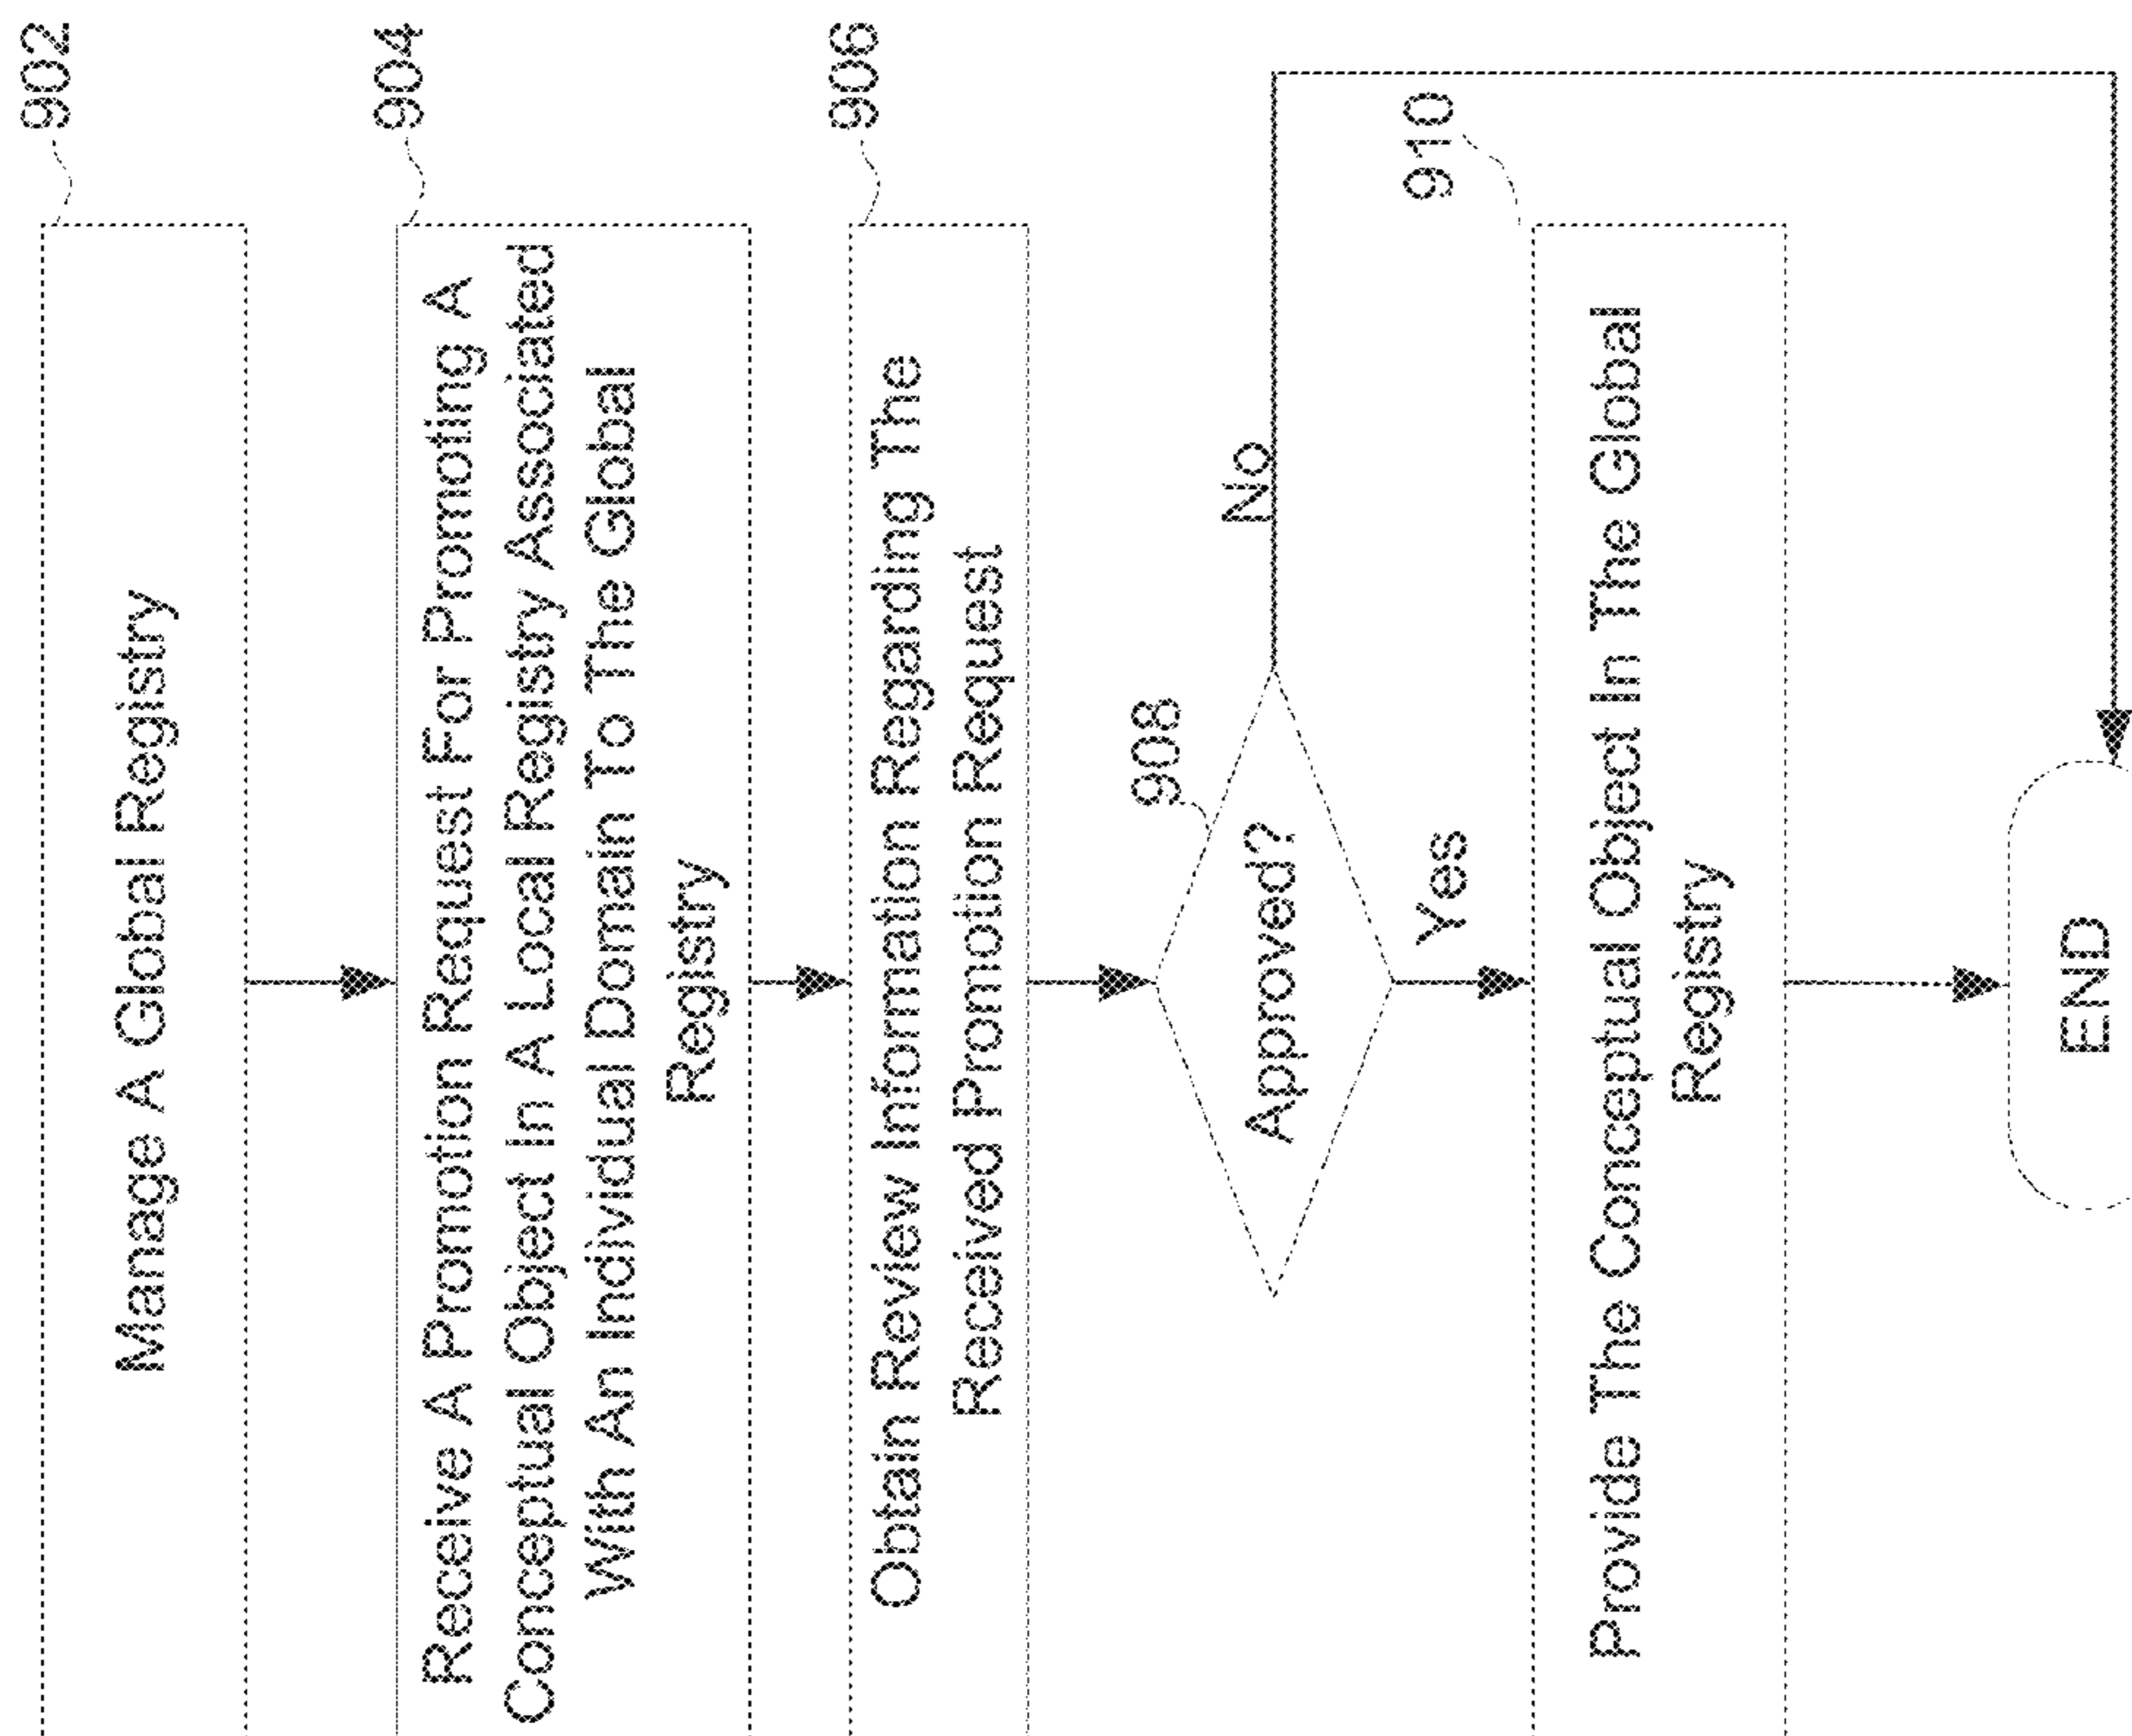 902
Manage A Global Registry
904
Receive A Promotion Request For Promoting A
Conceptual Object In A Local Registry Associated
With An Individual Domain To The Global
Registry
906
Obtain Review Information Regarding The
Received Promotion Request
908
Approved?
No
Yes
910
Provide The Conceptual Object In The Global
Registry
END